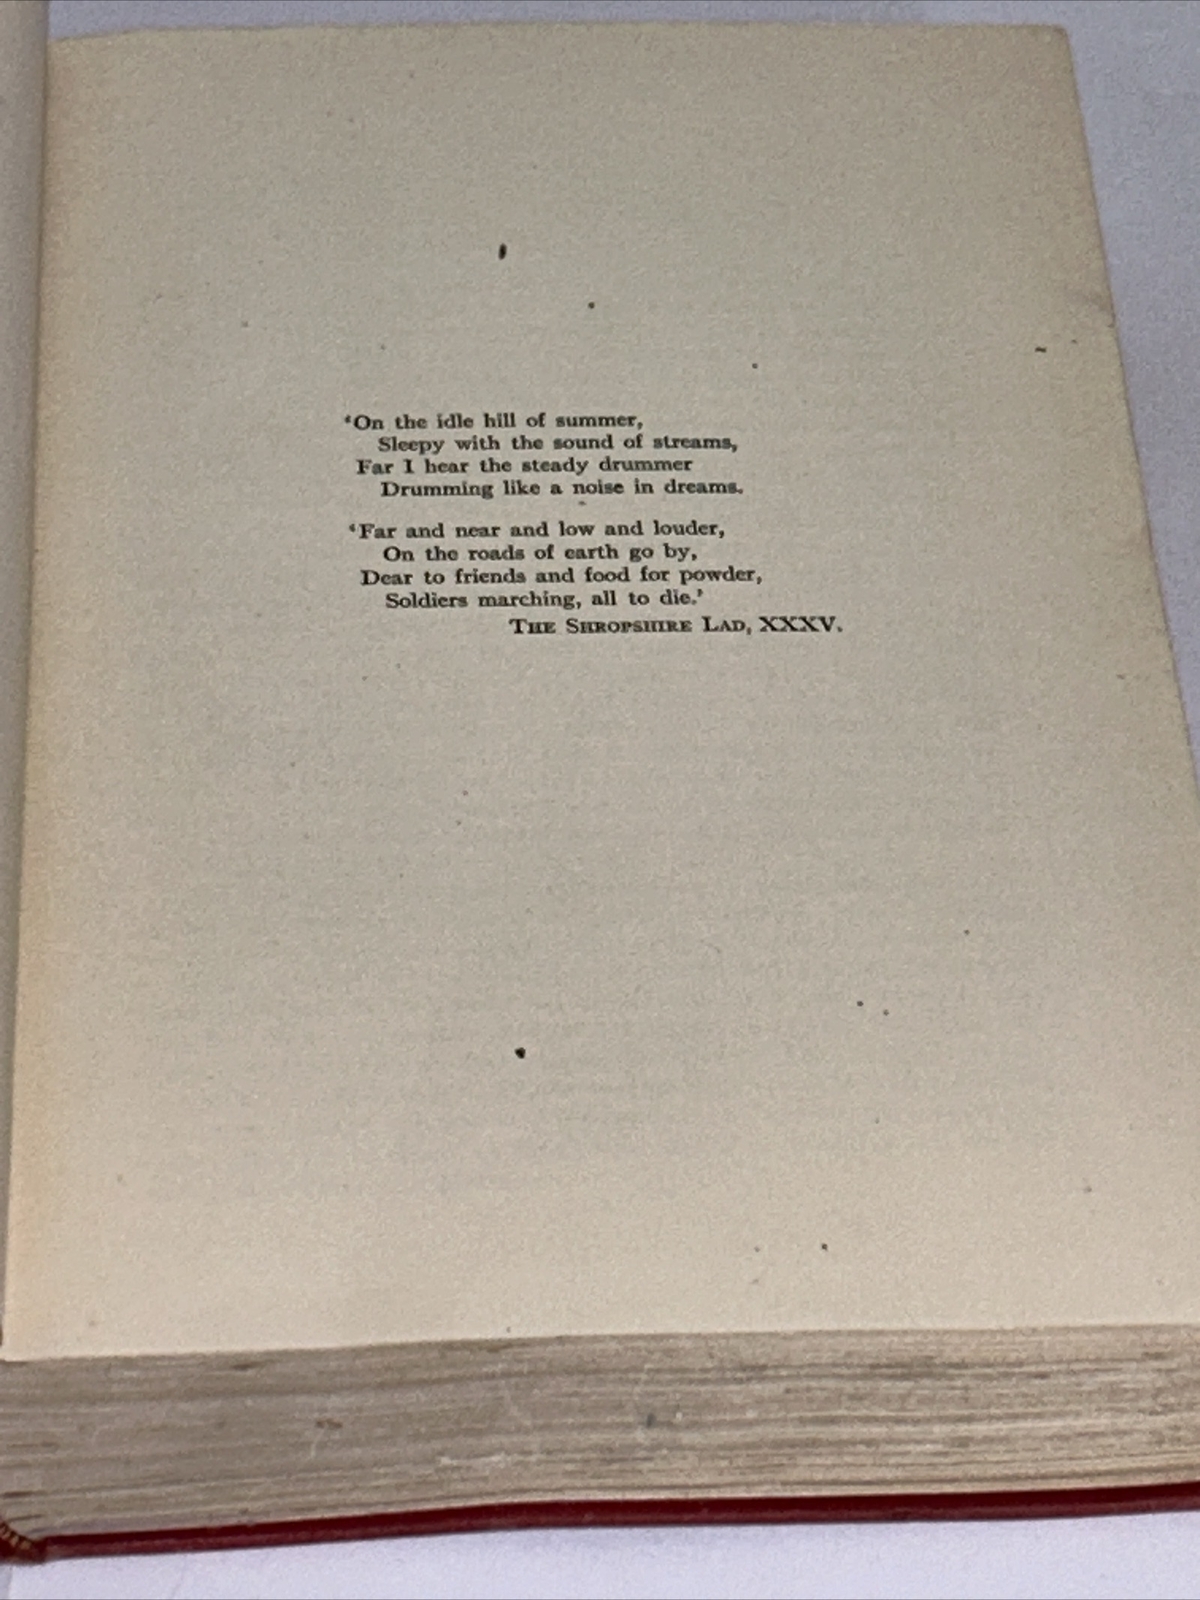 ‘On the idle hill of summer,
Sleepy with the sound of streams,
Far I hear the steady drummer
Drumming like a noise in dreams.
‘Far and near and low and louder,
On the roads of earth go by,
Dear to friends and food for powder,
Soldiers marching, all to die.’
THE SHROPSHIRE LAD, XXXV.